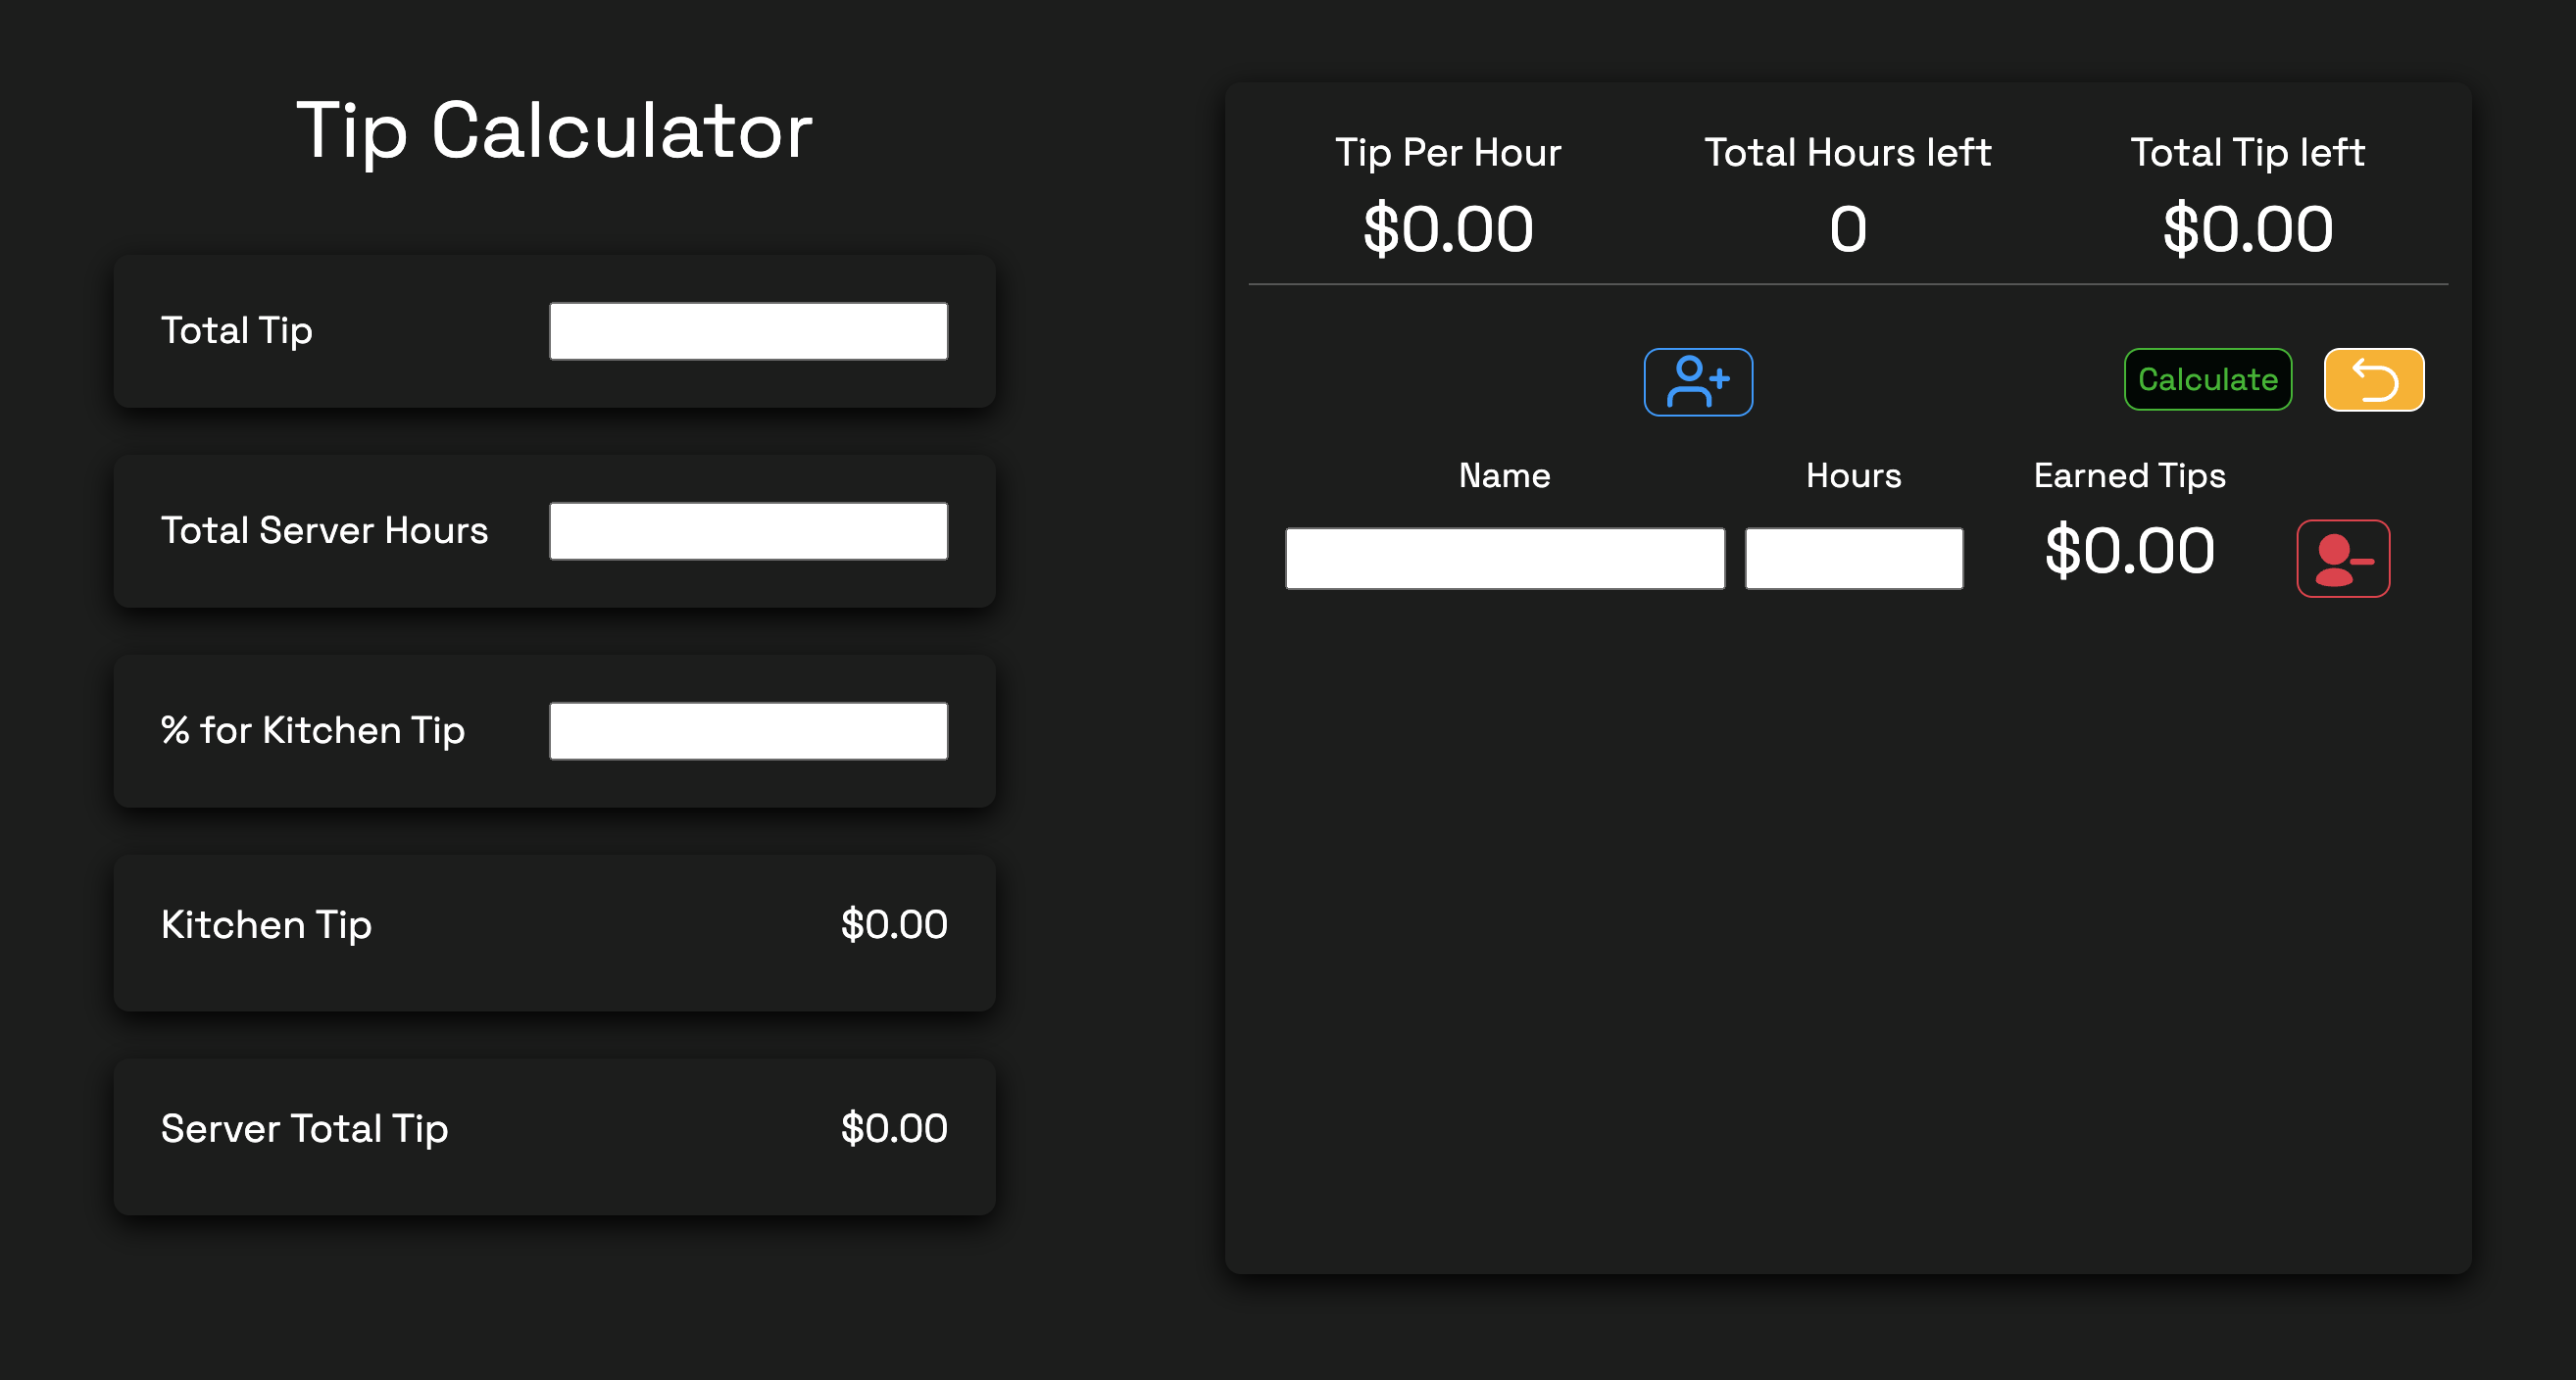 Tip Calculator
Total Tip
Total Server Hours
% for Kitchen Tip
Kitchen Tip $0.00
Server Total Tip $0.00
Tip Per Hour Total Hours left Total Tip left
$0.00 0 $0.00
Calculate
Name Hours Earned Tips
$0.00